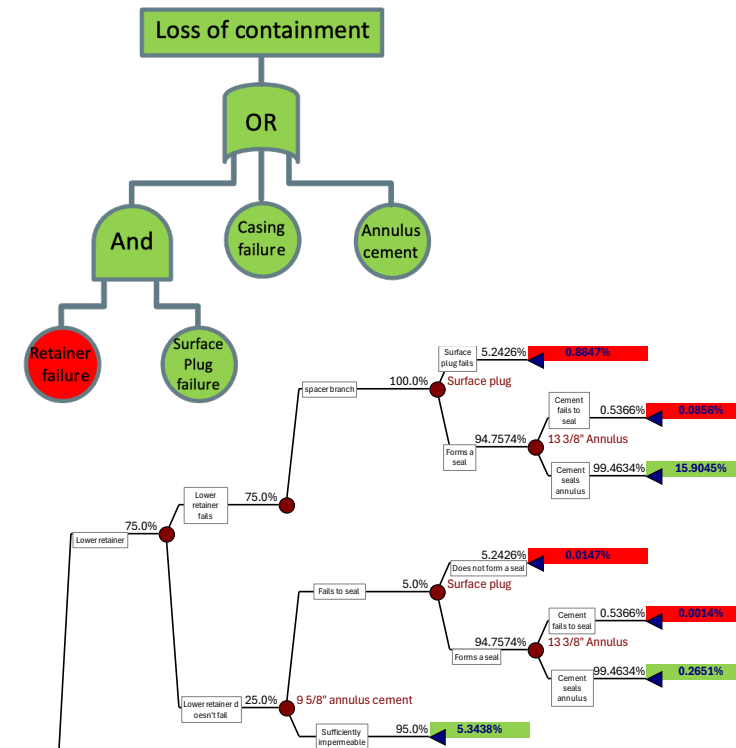 Loss of containment
OR
And
Casing
failure
Annulus
cement
Retainer
failure
Surface
Plug
failure
Surface
plug fails
5.2426%
0.8847%
spacer branch
100.0%
Surface plug
Cement
fails to
seal
0.5366%
0.0858%
Forms a
seal
94.7574%
13 3/8" Annulus
Cement
seals
annulus
99.4634%
15.9045%
Lower
retainer
fails
75.0%
Lower retainer
75.0%
5.2426%
Does not form a seal
0.0147%
Fails to seal
5.0%
Surface plug
Cement
fails to seal
0.5366%
0.0014%
Forms a seal
94.7574%
13 3/8" Annulus
Cement
seals
annulus
99.4634%
0.2651%
Lower retainer d
oesn't fail
25.0%
9 5/8" annulus cement
Sufficiently
impermeable
95.0%
5.3438%